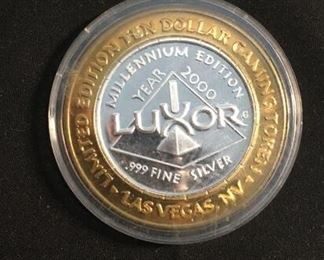 LIMITED EDITION TEN DOLLAR GAMING TOKEN
MILLENNIUM EDITION
YEAR 2000
LUXOR
.999 FINE SILVER
LAS VEGAS, NV